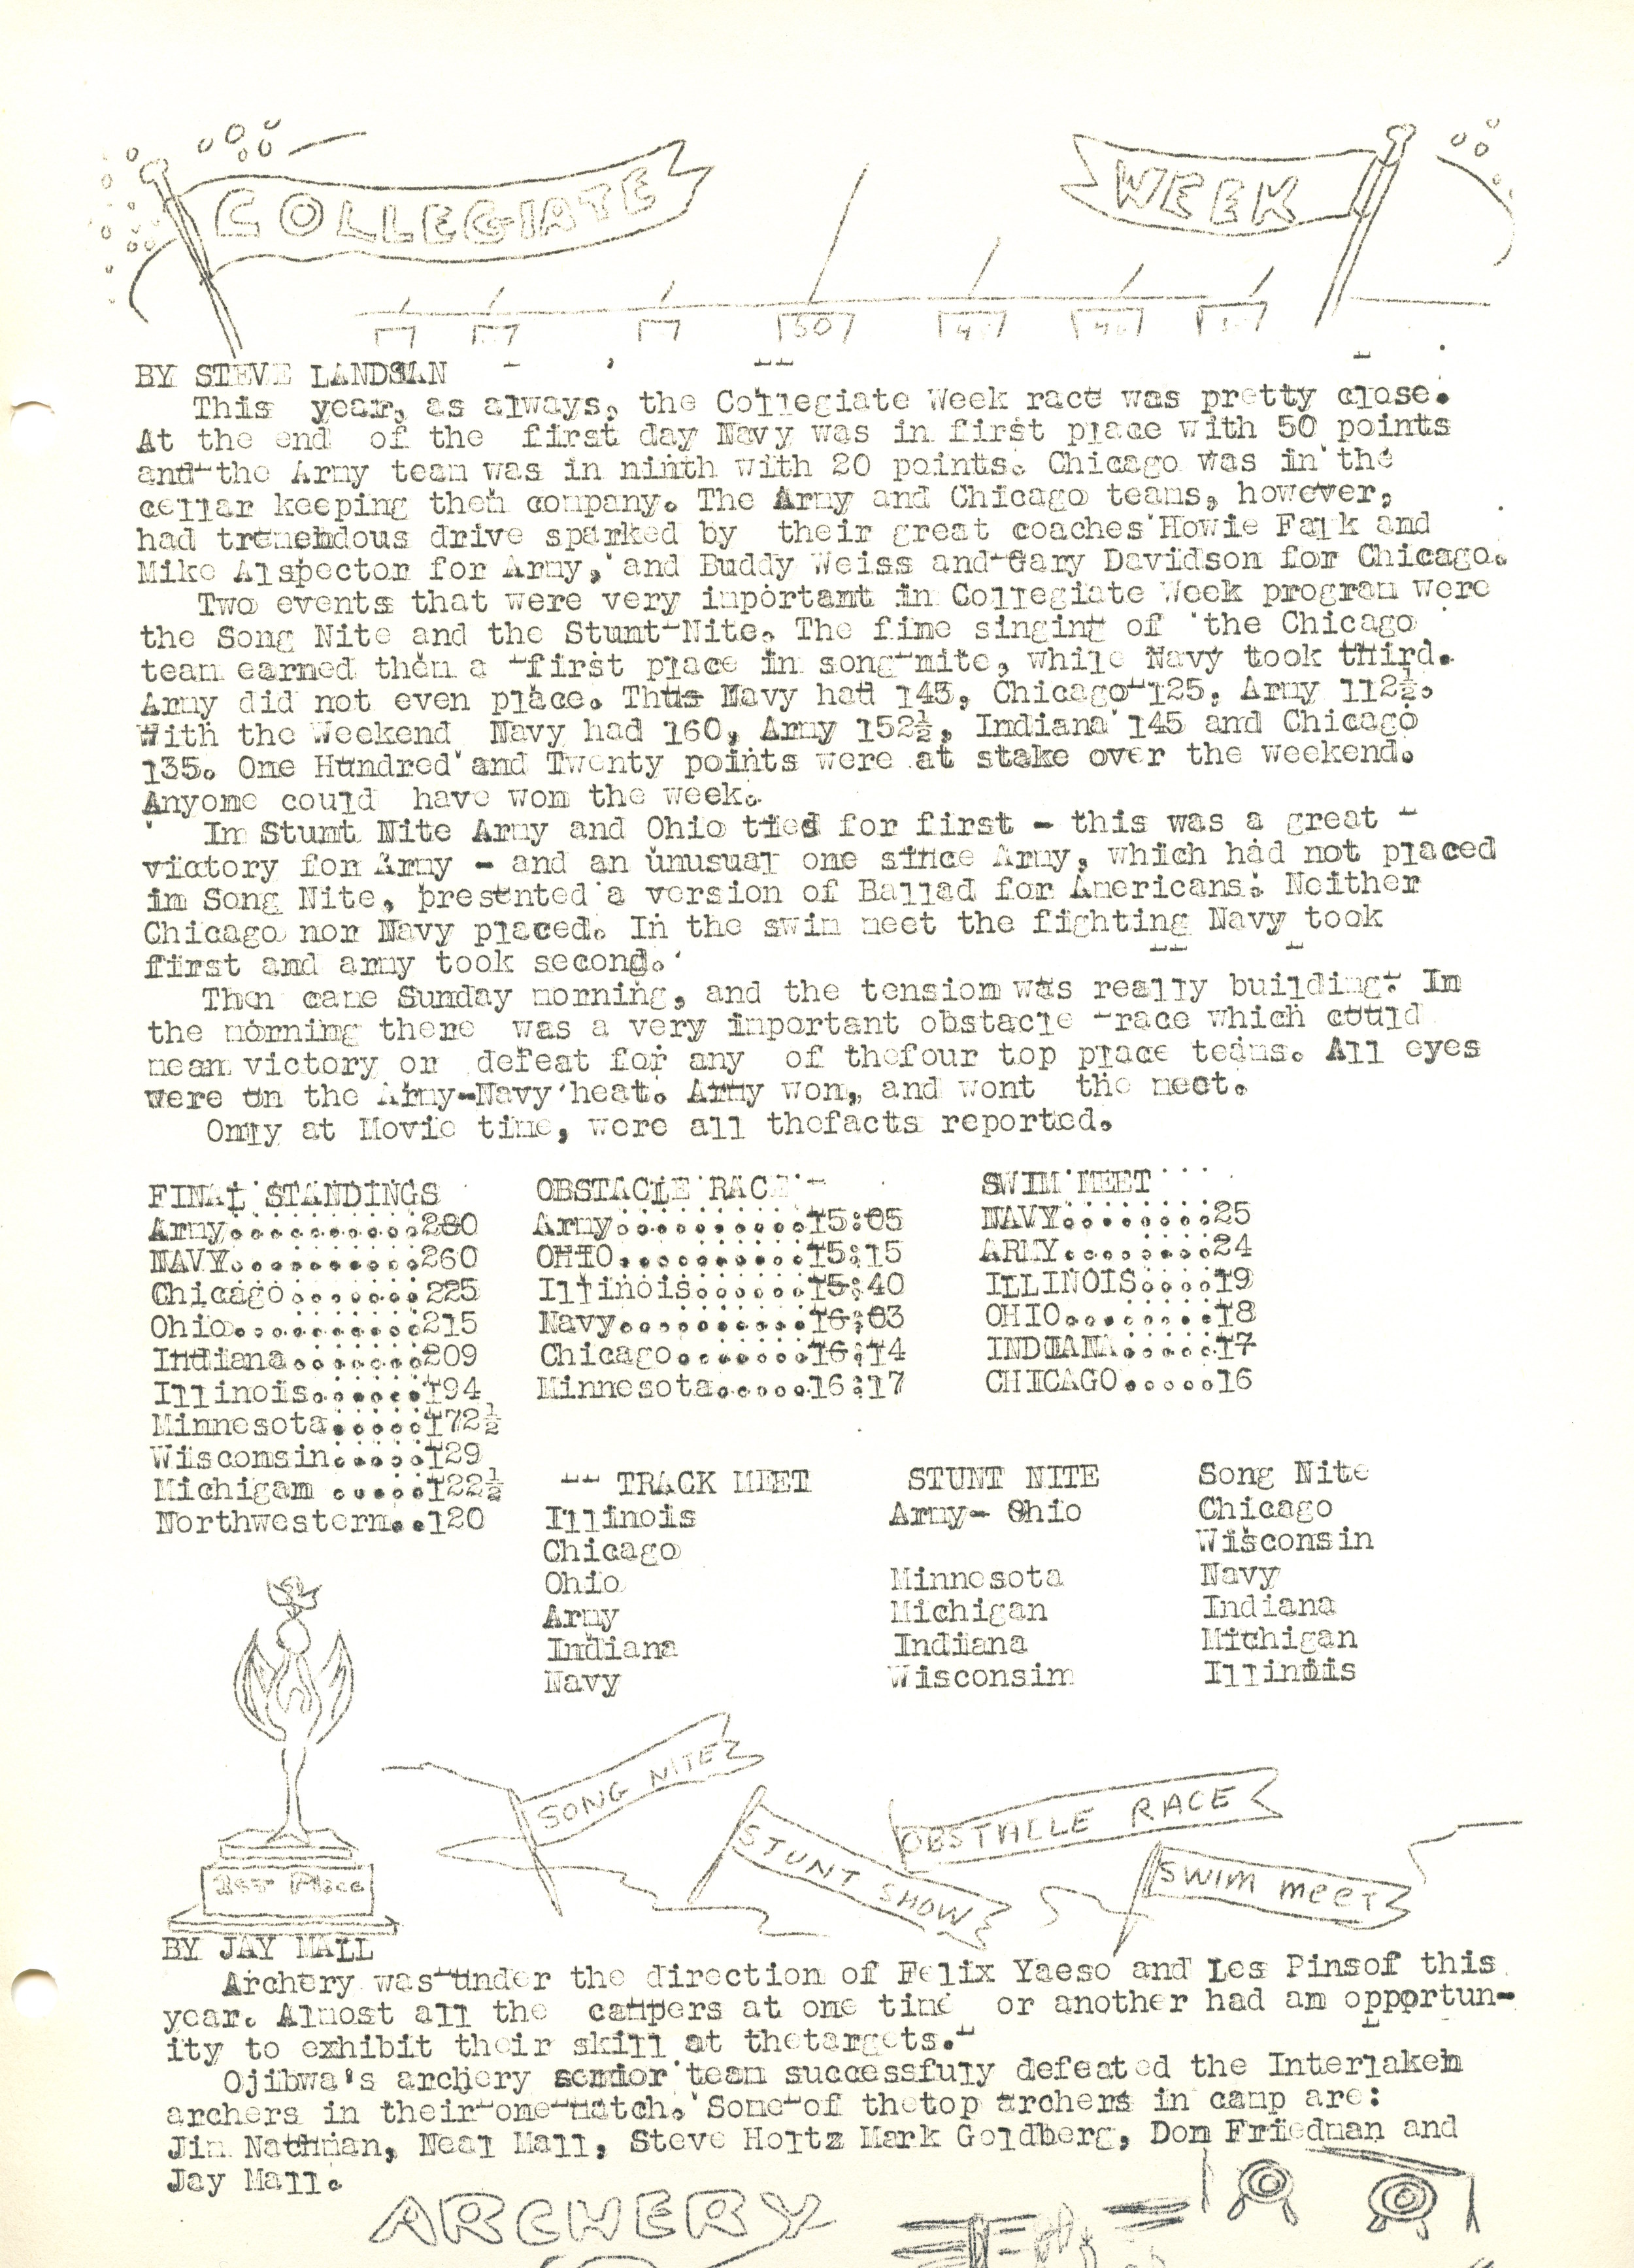 COLLEGIATE WEEK
50
BY STEVE LANDSMAN
This year, as always, the Collegiate Week race was pretty close.
At the end of the first day Navy was in first place with 50 points
and the Army team was in ninth with 20 points. Chicago was in the
cellar keeping them company. The Army and Chicago teams, however,
had tremendous drive sparked by their great coaches Howie Falk and
Mike Alspector for Army, and Buddy Weiss and Gary Davidson for Chicago.
Two events that were very important in Collegiate Week program were
the Song Nite and the Stunt Nite. The fine singing of the Chicago
team earned them a first place in song nite, while Navy took third.
Army did not even place. Thus Navy had 145, Chicago 125, Army 112½.
With the Weekend Navy had 160, Army 152½, Indiana 145 and Chicago
135. One Hundred and Twenty points were at stake over the weekend.
Anyone could have won the week.
In Stunt Nite Army and Ohio tied for first - this was a great -
victory for Army - and an unusual one since Army, which had not placed
in Song Nite, presented a version of Ballad for Americans. Neither
Chicago nor Navy placed. In the swim meet the fighting Navy took
first and army took second.
Then came Sunday morning, and the tension was really building. In
the morning there was a very important obstacle race which could
mean victory or defeat for any of thefour top place teams. All eyes
were on the Army-Navy heat. Army won, and wont the meet.
Only at Movie time, were all thefacts reported.
FINAL STANDINGS
Army..........280
NAVY..........260
Chicago.......225
Ohio..........215
Indiana.......209
Illinois......194
Minnesota.....172½
Wisconsin.....129
Michigan .....122½
Northwestern..120
OBSTACLE RACE
Army..........15:05
OHIO..........15:15
Illinois......15:40
Navy..........16:03
Chicago.......16:14
Minnesota.....16:17
SWIM MEET
NAVY........25
ARMY........24
ILLINOIS....19
OHIO........18
INDIANA.....17
CHICAGO.....16
TRACK MEET
Illinois
Chicago
Ohio
Army
Indiana
Navy
STUNT NITE
Army- Ohio
Minnesota
Michigan
Indiana
Wisconsin
Song Nite
Chicago
Wisconsin
Navy
Indiana
Michigan
Illinois
1st Place
SONG NITE
STUNT SHOW
OBSTACLE RACE
SWIM MEET
BY JAY MALL
Archery was under the direction of Felix Yaeso and Les Pinsof this
year. Almost all the campers at one time or another had an opportun-
ity to exhibit their skill at thetargets.
Ojibwa's archery senior team successfuly defeated the Interlaken
archers in their one match. Some of thetop archers in camp are:
Jim Nathman, Neal Mall, Steve Holtz Mark Goldberg, Don Friedman and
Jay Mall.
ARCHERY